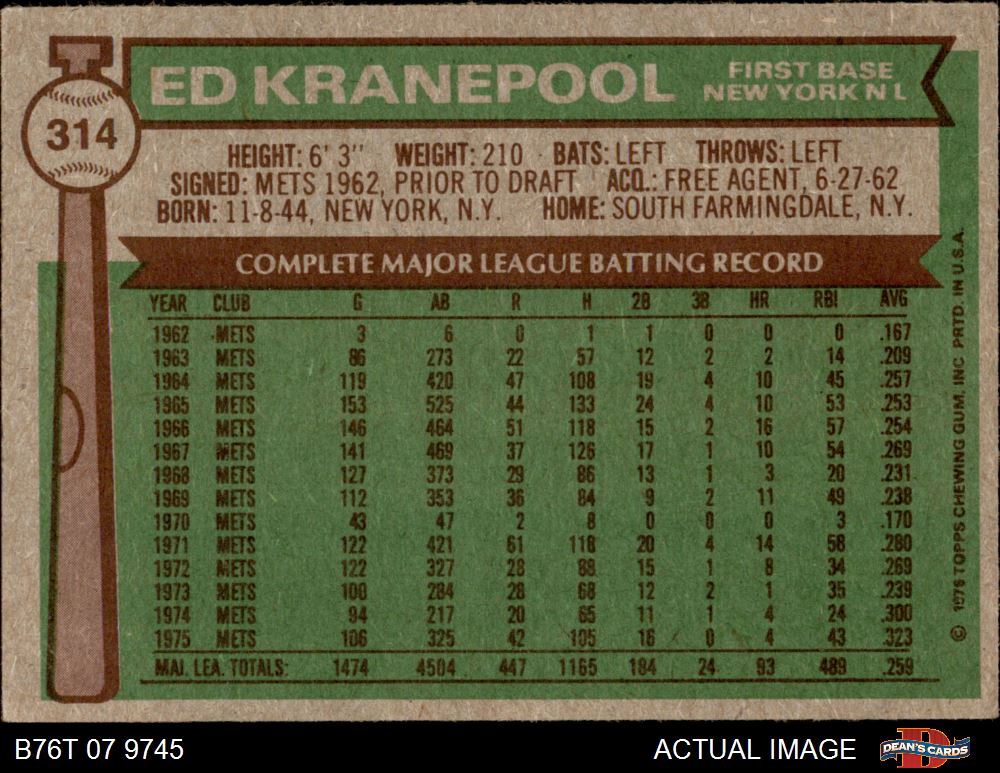 314
ED KRANEPOOL
FIRST BASE
NEW YORK N L
HEIGHT: 6' 3" WEIGHT: 210 BATS: LEFT THROWS: LEFT
SIGNED: METS 1962, PRIOR TO DRAFT ACQ.: FREE AGENT, 6-27-62
BORN: 11-8-44, NEW YORK, N.Y. HOME: SOUTH FARMINGDALE, N.Y.
COMPLETE MAJOR LEAGUE BATTING RECORD
YEAR CLUB G AB R H 2B 3B HR RBI AVG
1962 METS 3 6 0 1 1 0 0 0 .167
1963 METS 86 273 22 57 12 2 2 14 .209
1964 METS 119 420 47 108 19 4 10 45 .257
1965 METS 153 525 44 133 24 4 10 53 .253
1966 METS 146 464 51 118 15 2 16 57 .254
1967 METS 141 469 37 126 17 1 10 54 .269
1968 METS 127 373 29 86 13 1 3 20 .231
1969 METS 112 353 36 84 9 2 11 49 .238
1970 METS 43 47 2 8 0 0 0 3 .170
1971 METS 122 421 61 118 20 4 14 58 .280
1972 METS 122 327 28 88 15 1 8 34 .269
1973 METS 100 284 28 68 12 2 1 35 .239
1974 METS 94 217 20 65 11 1 4 24 .300
1975 METS 106 325 42 105 16 0 4 43 .323
MAJ. LEA. TOTALS: 1474 4504 447 1165 184 24 93 489 .259
© 1976 TOPPS CHEWING GUM, INC PRTD. IN U.S.A.
B76T 07 9745
ACTUAL IMAGE
DEAN'S CARDS